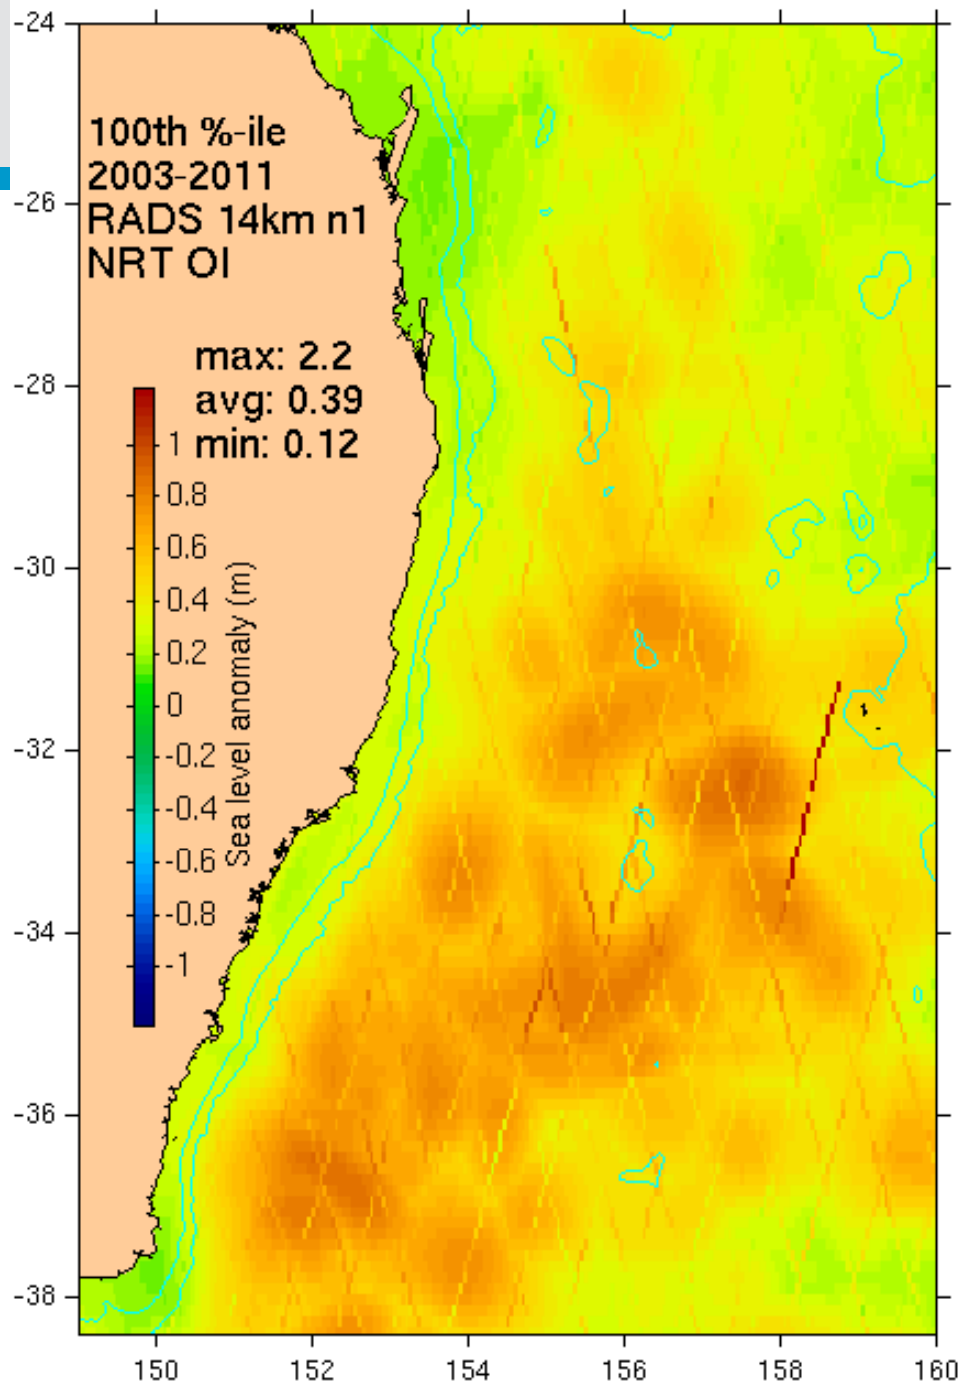 100th %-ile
2003-2011
RADS 14km n1
NRT OI
max: 2.2
avg: 0.39
min: 0.12
1
0.8
0.6
0.4
0.2
0
-0.2
-0.4
-0.6
-0.8
-1
Sea level anomaly (m)
-24
-26
-28
-30
-32
-34
-36
-38
150 152 154 156 158 160